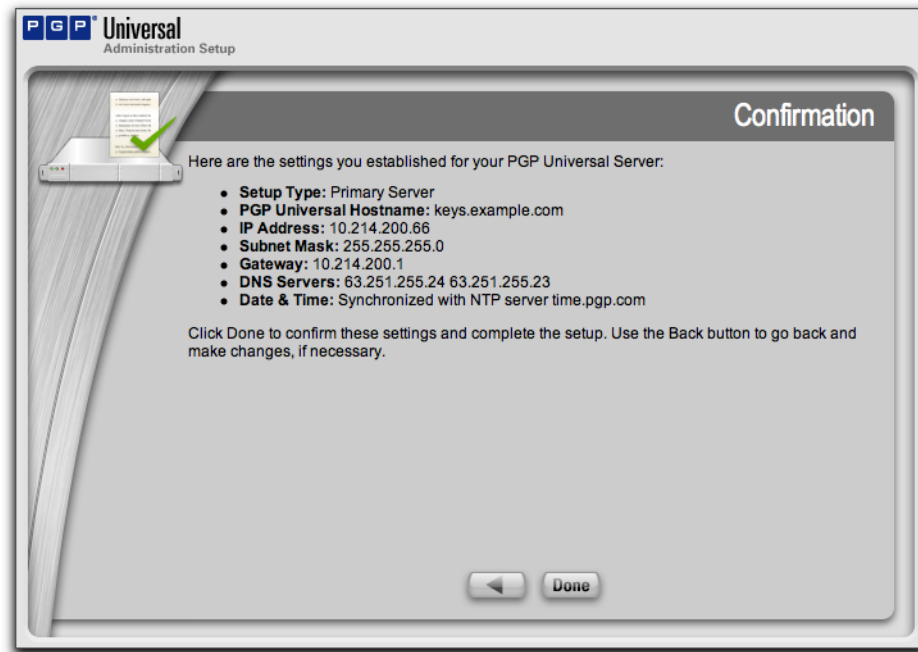 PGP® Universal
Administration Setup
Confirmation
Here are the settings you established for your PGP Universal Server:
• Setup Type: Primary Server
• PGP Universal Hostname: keys.example.com
• IP Address: 10.214.200.66
• Subnet Mask: 255.255.255.0
• Gateway: 10.214.200.1
• DNS Servers: 63.251.255.24 63.251.255.23
• Date & Time: Synchronized with NTP server time.pgp.com
Click Done to confirm these settings and complete the setup. Use the Back button to go back and
make changes, if necessary.
Done